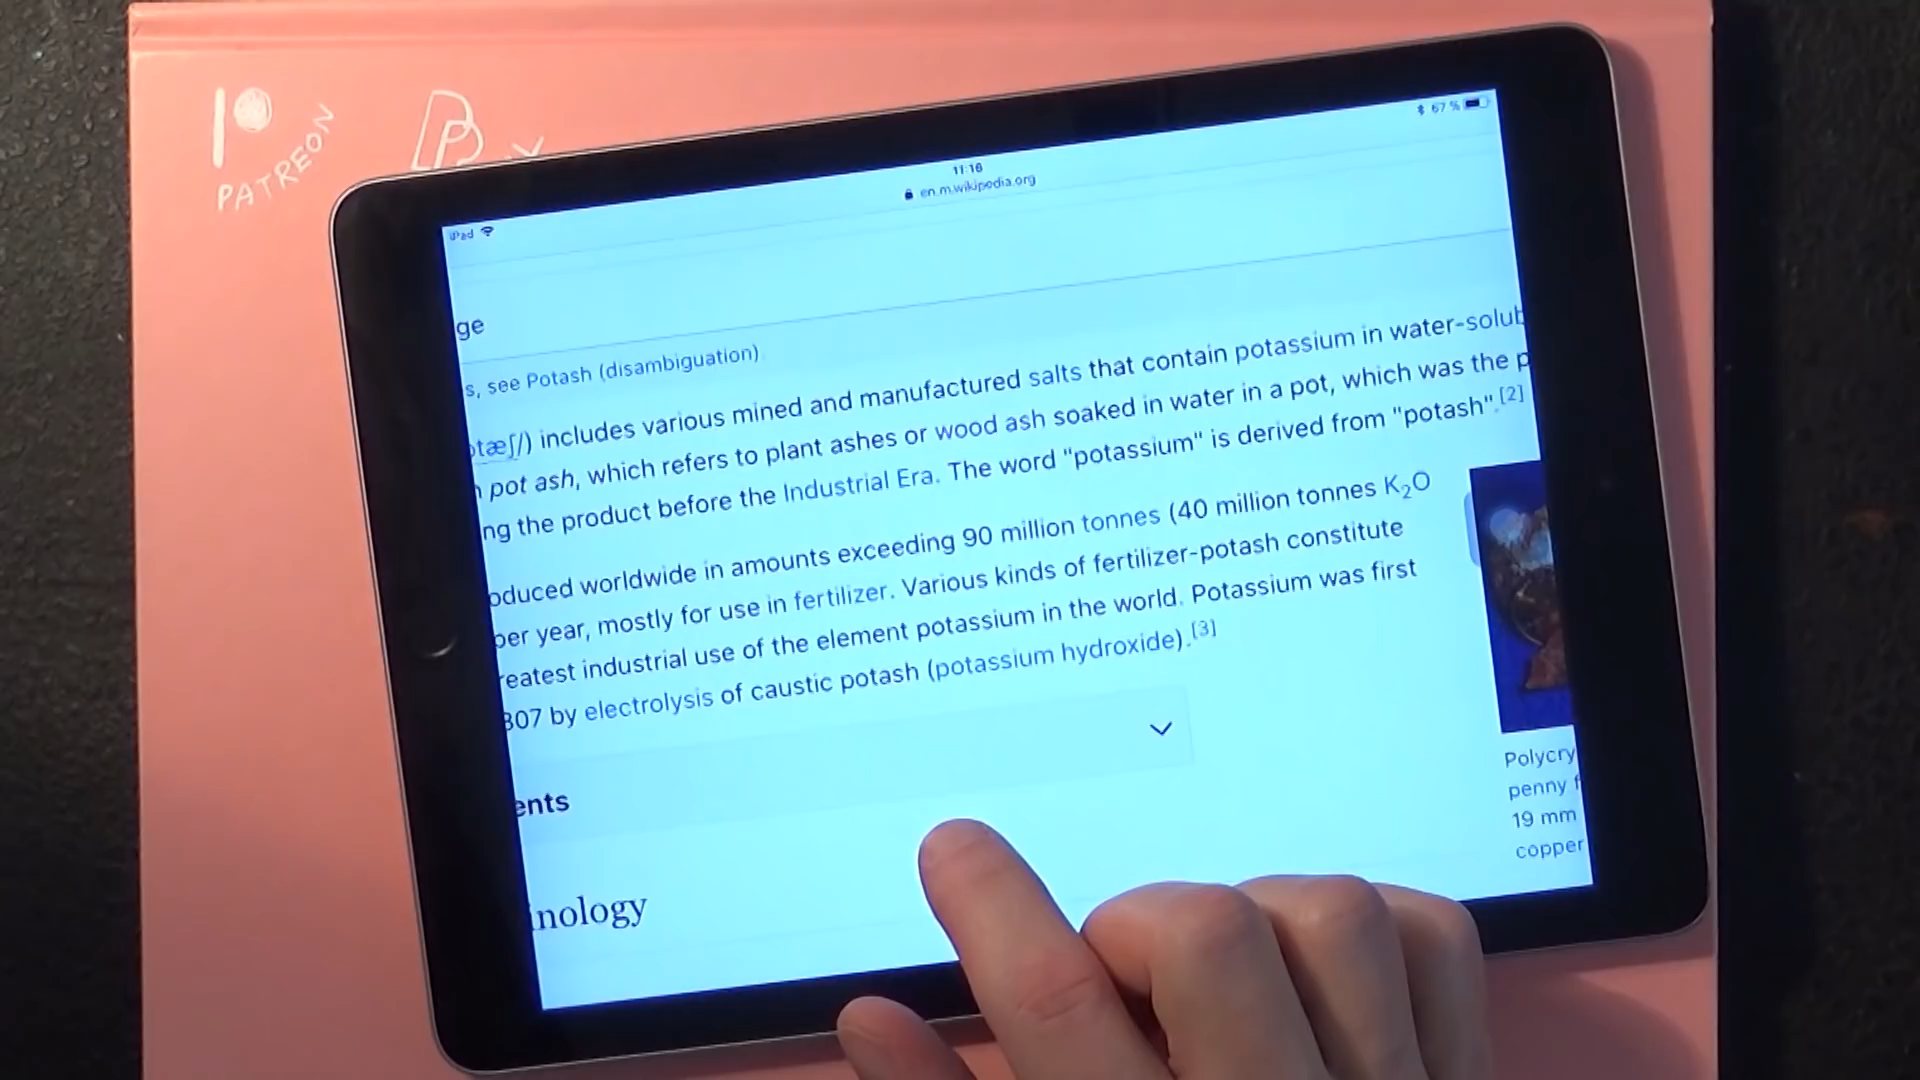 PATREON
iPad
11:16
en.m.wikipedia.org
67 %
ge
s, see Potash (disambiguation)
otæʃ/) includes various mined and manufactured salts that contain potassium in water-solub
pot ash, which refers to plant ashes or wood ash soaked in water in a pot, which was the p
ng the product before the Industrial Era. The word "potassium" is derived from "potash".[2]
oduced worldwide in amounts exceeding 90 million tonnes (40 million tonnes K₂O
per year, mostly for use in fertilizer. Various kinds of fertilizer-potash constitute
reatest industrial use of the element potassium in the world. Potassium was first
807 by electrolysis of caustic potash (potassium hydroxide).[3]
ents
inology
Polycry
penny f
19 mm
copper